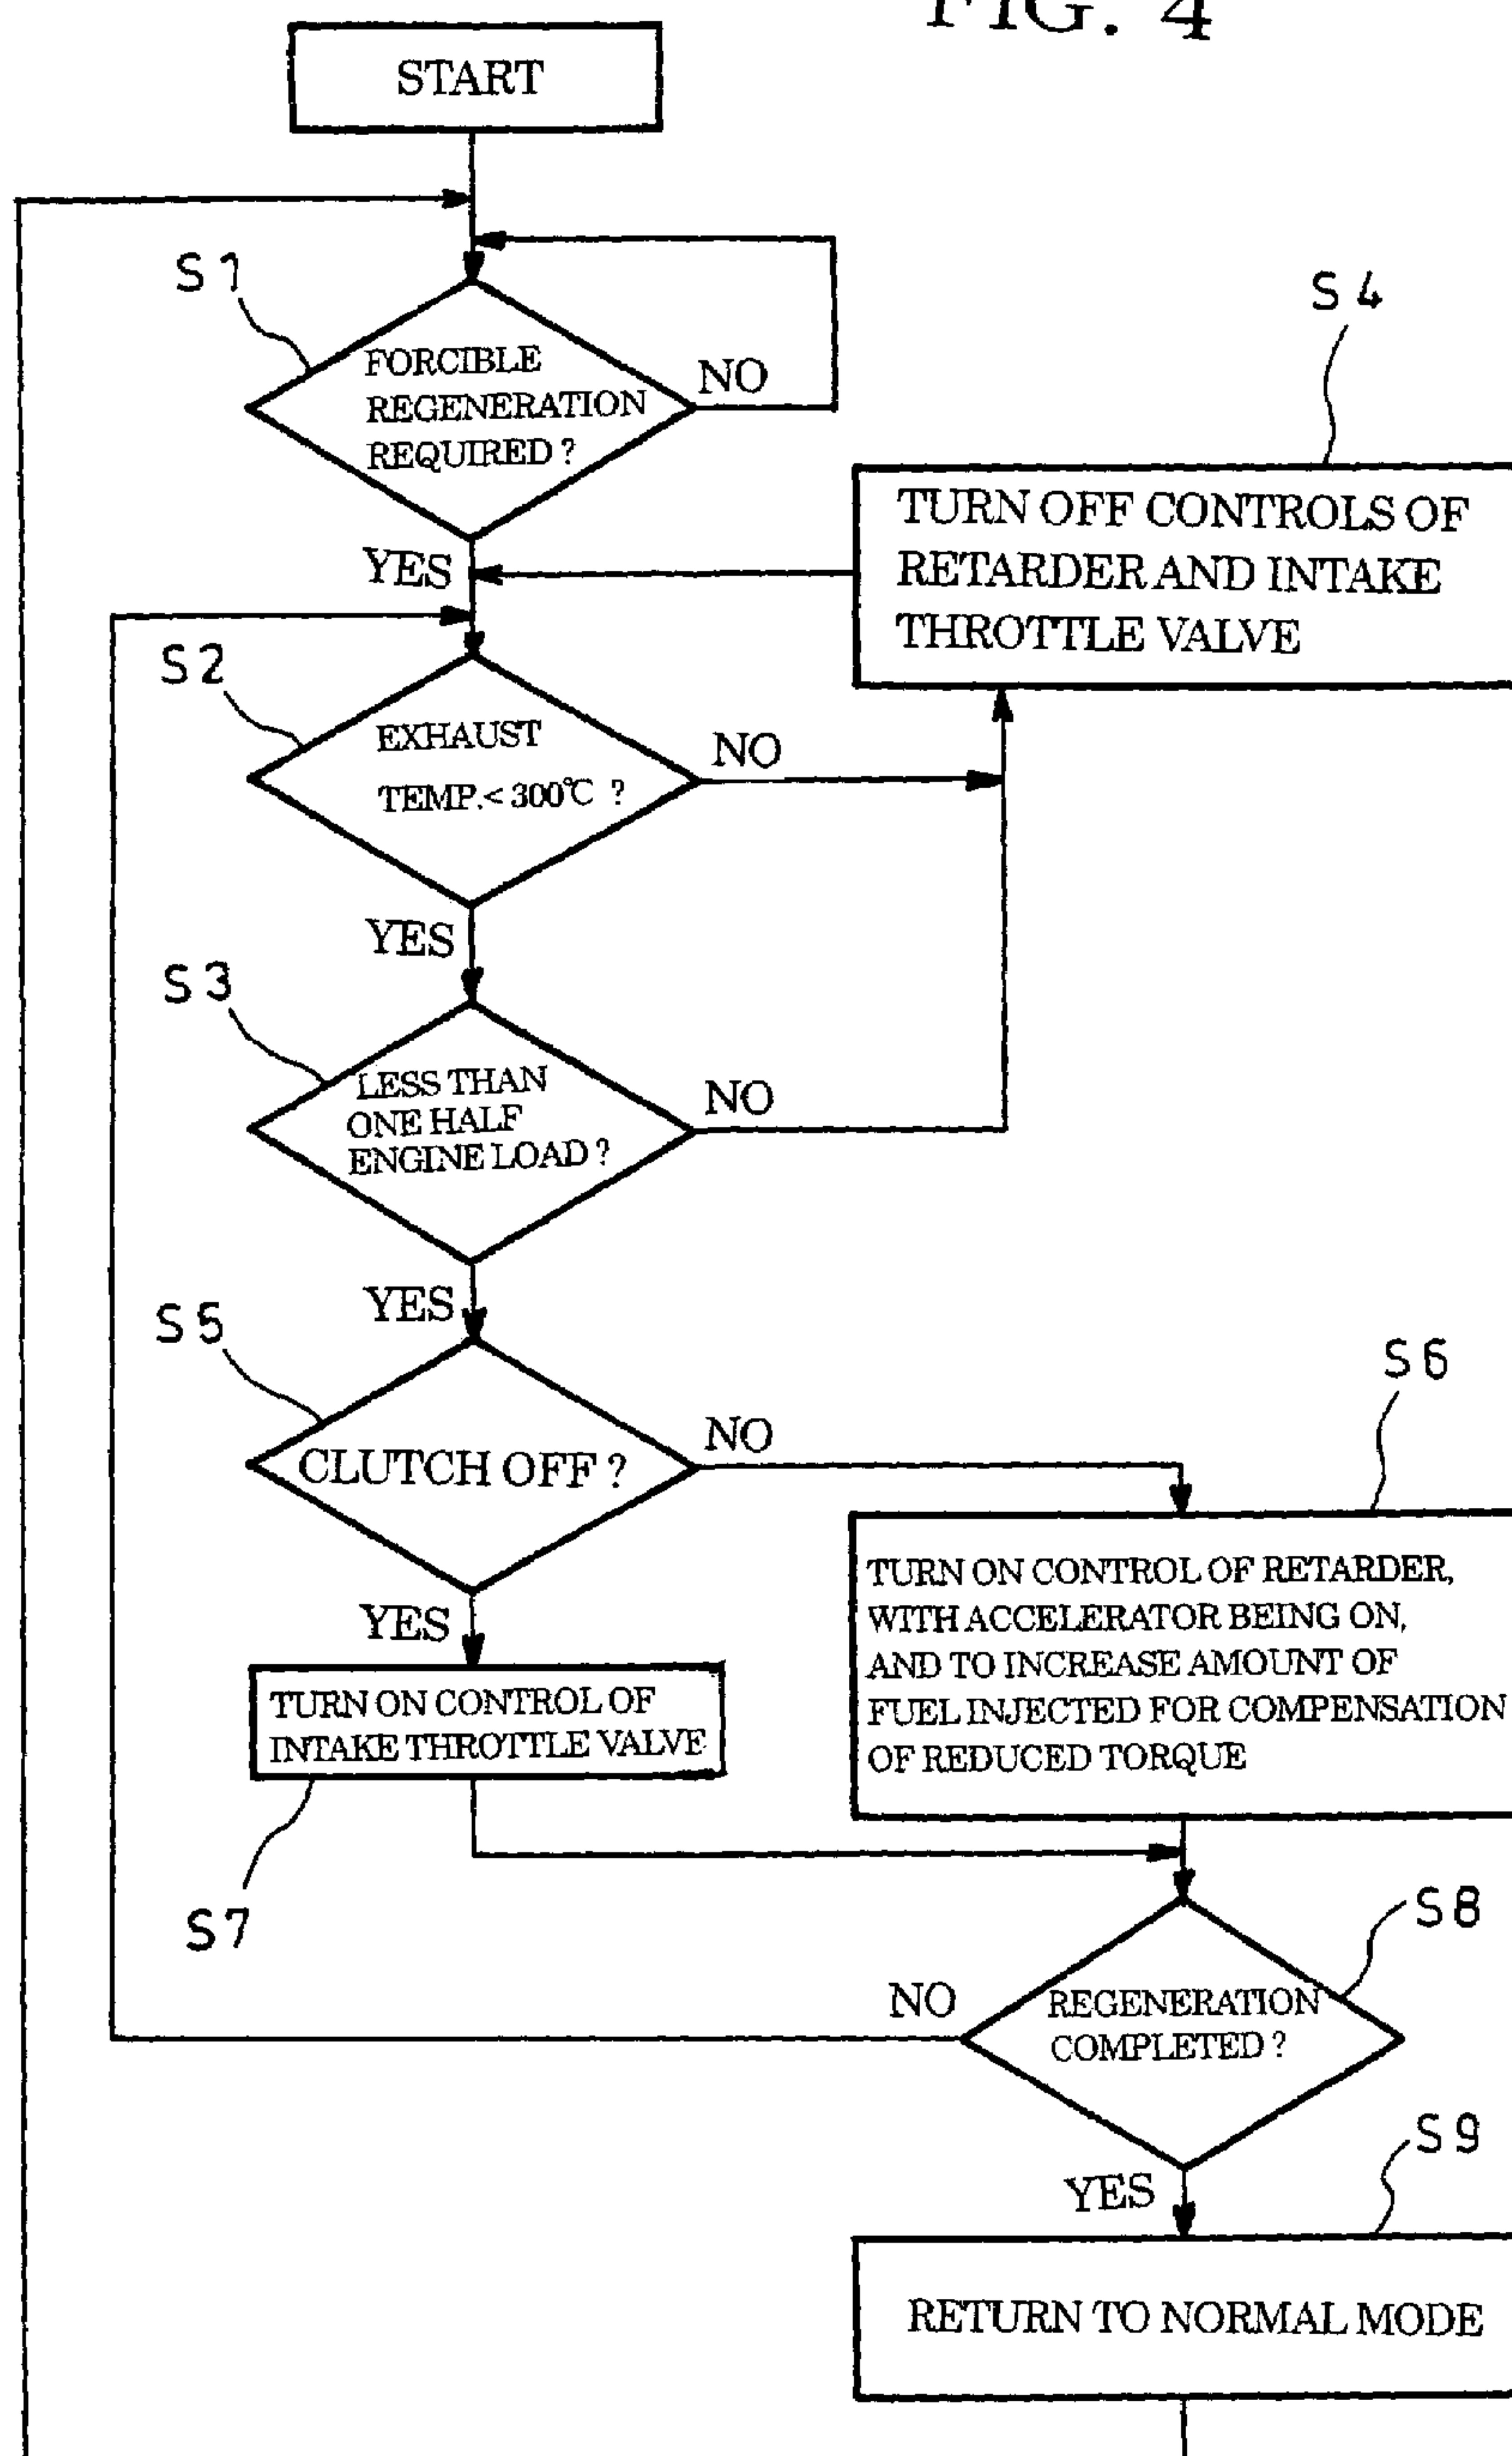 FIG. 4
START
S1
FORCIBLE
REGENERATION
REQUIRED ?
NO
YES
S4
TURN OFF CONTROLS OF
RETARDER AND INTAKE
THROTTLE VALVE
S2
EXHAUST
TEMP.< 300℃ ?
NO
YES
S3
LESS THAN
ONE HALF
ENGINE LOAD ?
NO
YES
S5
CLUTCH OFF ?
NO
YES
S6
TURN ON CONTROL OF RETARDER,
WITH ACCELERATOR BEING ON,
AND TO INCREASE AMOUNT OF
FUEL INJECTED FOR COMPENSATION
OF REDUCED TORQUE
TURN ON CONTROL OF
INTAKE THROTTLE VALVE
S7
S8
REGENERATION
COMPLETED ?
NO
YES
S9
RETURN TO NORMAL MODE